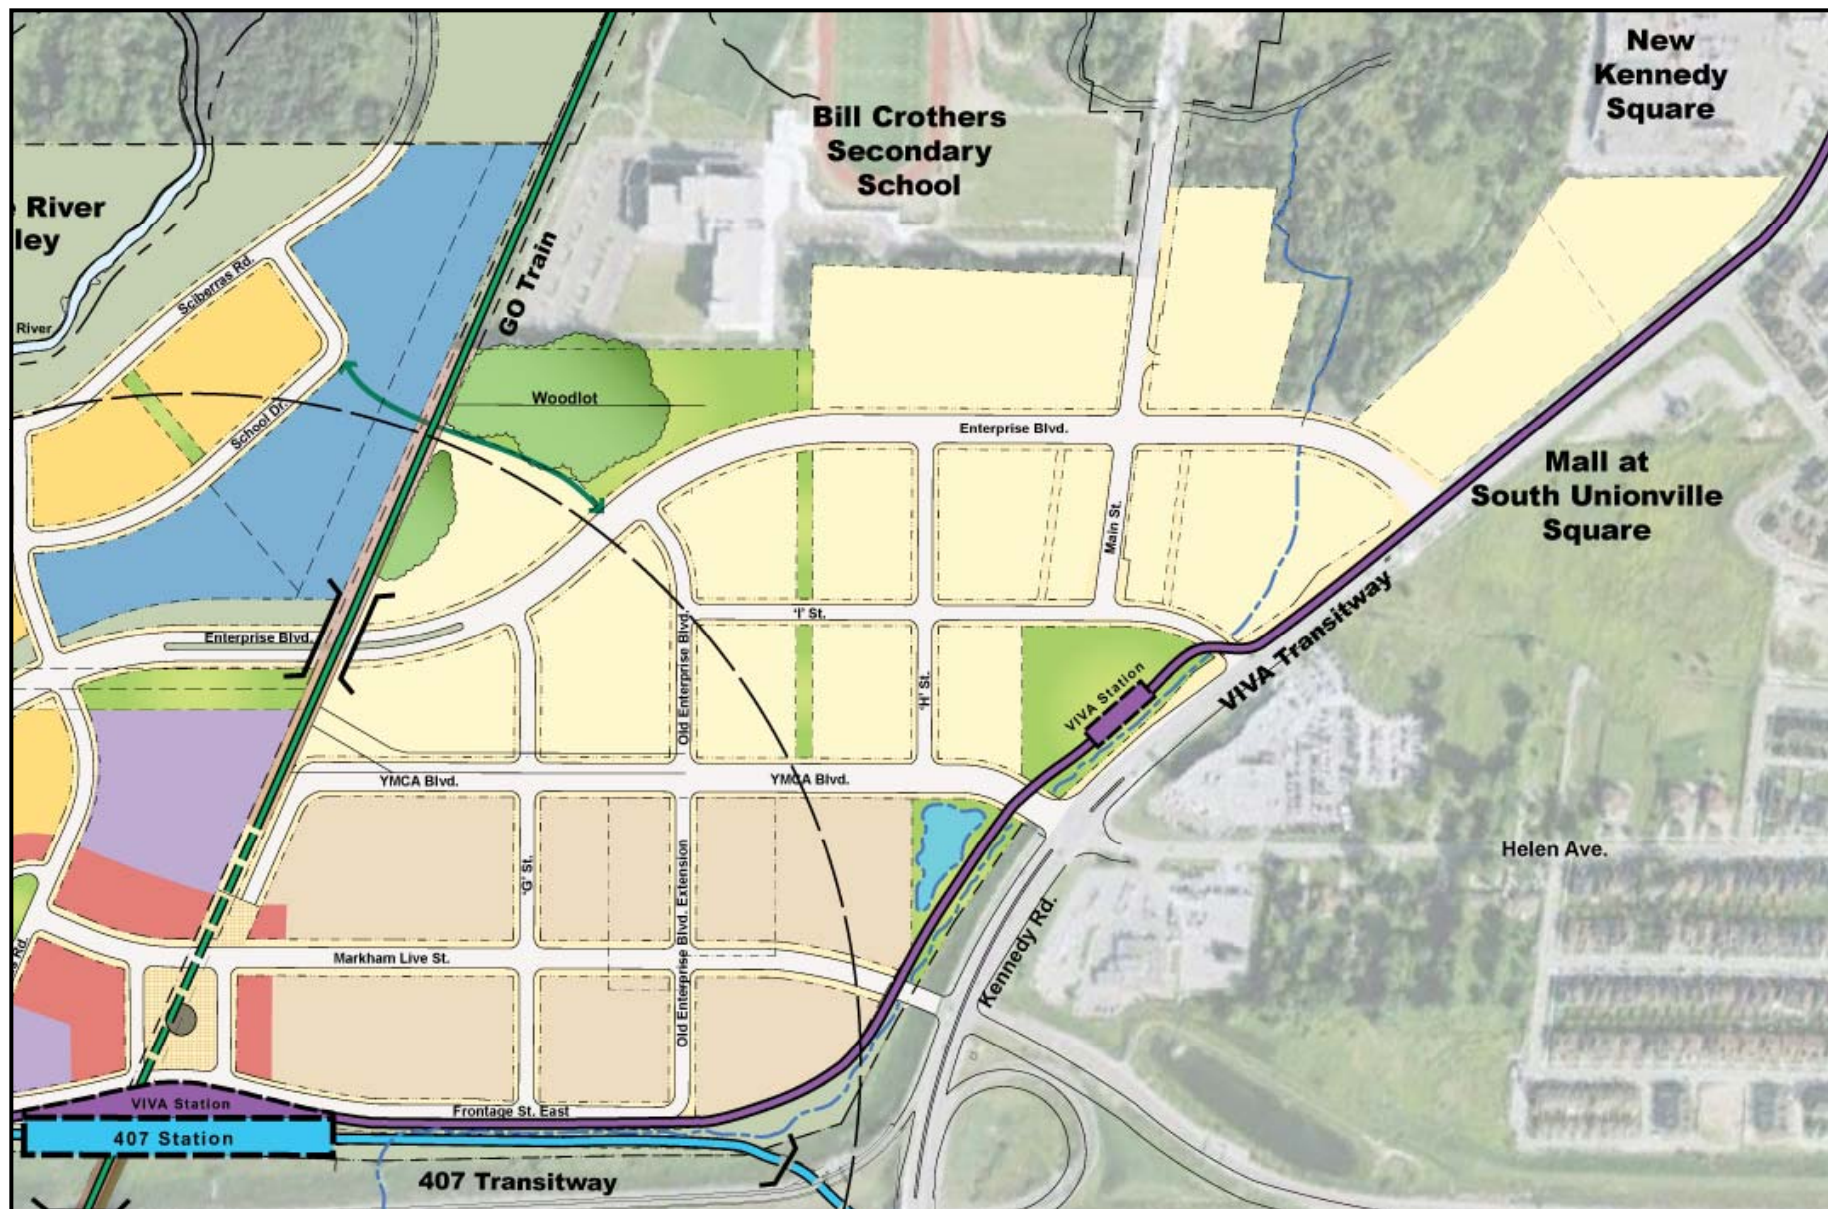 New
Kennedy
Square
Bill Crothers
Secondary
School
River
ley
Sciberras Rd.
GO Train
River
Woodlot
School Dr.
Enterprise Blvd.
Mall at
South Unionville
Square
Main St.
'I' St.
Enterprise Blvd.
Old Enterprise Blvd.
'H' St.
VIVA Station
VIVA Transitway
YMCA Blvd.
YMCA Blvd.
Helen Ave.
'G' St.
Old Enterprise Blvd. Extension
Kennedy Rd.
Markham Live St.
Rd.
VIVA Station
Frontage St. East
407 Station
407 Transitway